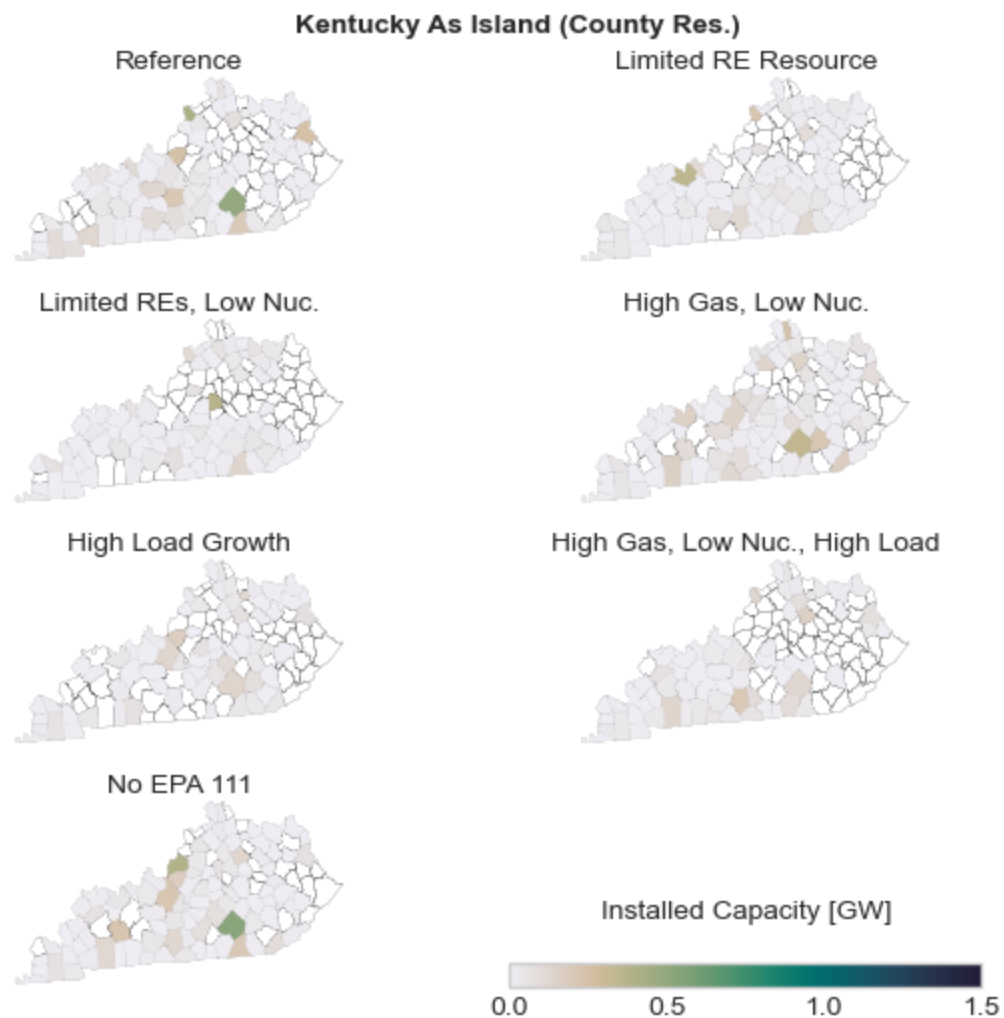 Kentucky As Island (County Res.)
Reference
Limited RE Resource
Limited REs, Low Nuc.
High Gas, Low Nuc.
High Load Growth
High Gas, Low Nuc., High Load
No EPA 111
Installed Capacity [GW]
0.0 0.5 1.0 1.5